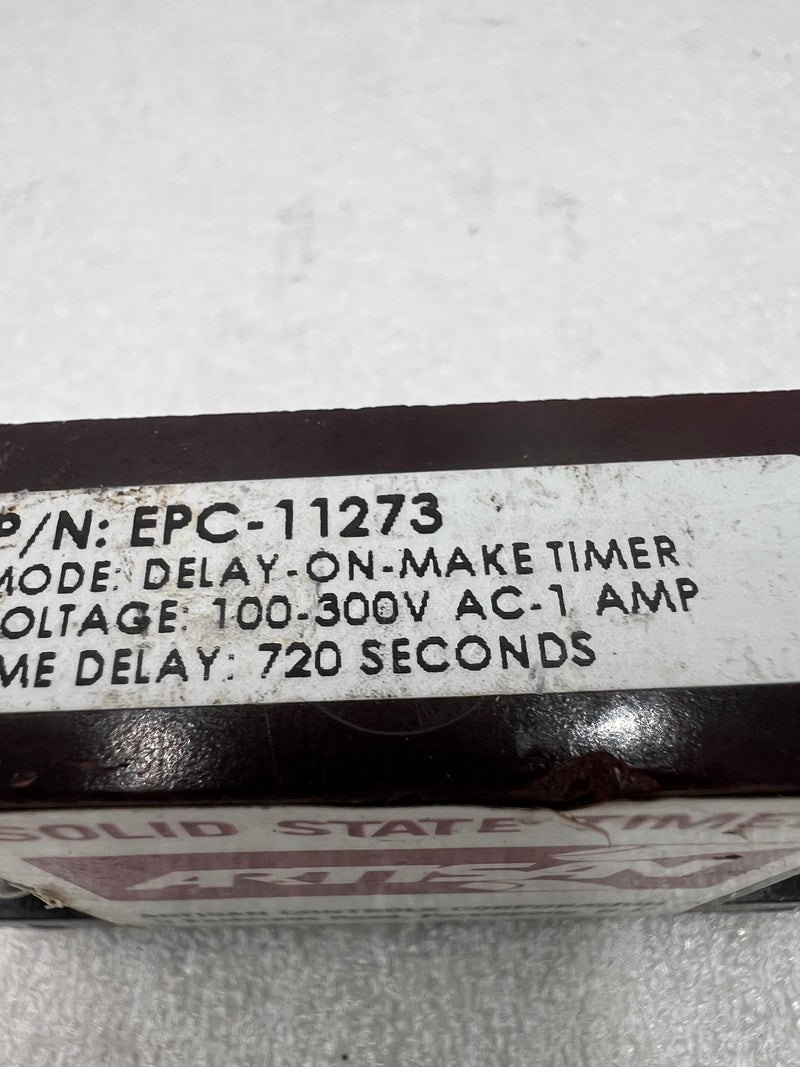 P/N: EPC-11273
MODE: DELAY-ON-MAKE TIMER
OLTAGE: 100-300V AC-1 AMP
ME DELAY: 720 SECONDS
SOLID STATE TIME
ARTISAN